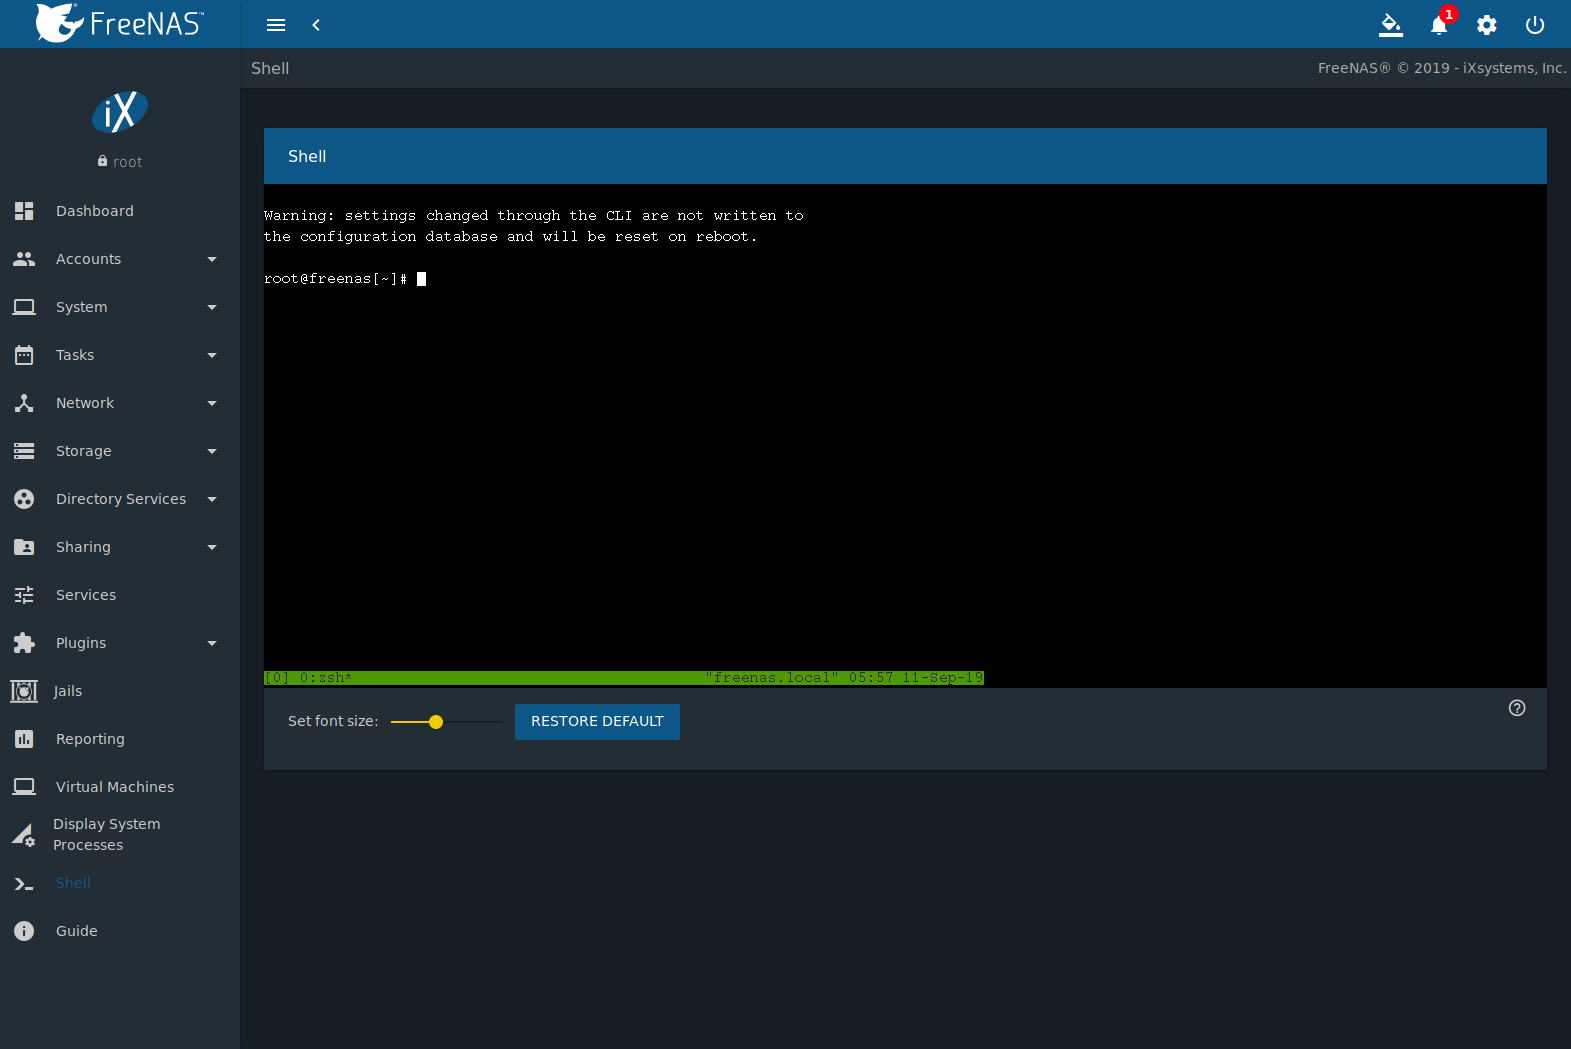 FreeNAS™
1
Shell
FreeNAS® © 2019 - iXsystems, Inc.
iX
root
Dashboard
Accounts
System
Tasks
Network
Storage
Directory Services
Sharing
Services
Plugins
Jails
Reporting
Virtual Machines
Display System
Processes
Shell
Guide
Shell
Warning: settings changed through the CLI are not written to
the configuration database and will be reset on reboot.
root@freenas[~]#
[0] 0:zsh* "freenas.local" 05:57 11-Sep-19
Set font size:
RESTORE DEFAULT